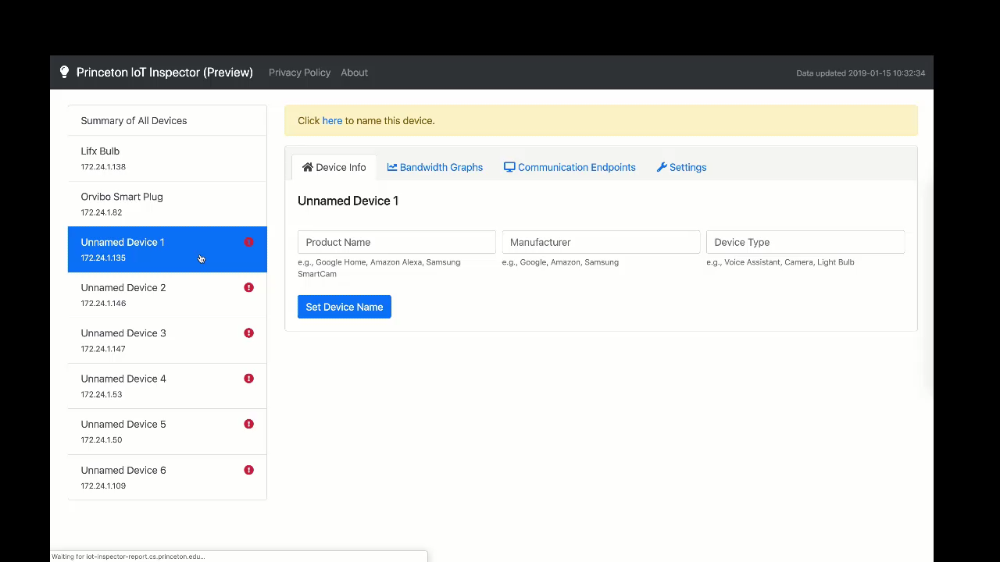 Princeton IoT Inspector (Preview) Privacy Policy About Data updated 2019-01-15 10:32:34
Summary of All Devices
Lifx Bulb
172.24.1.138
Orvibo Smart Plug
172.24.1.82
Unnamed Device 1
172.24.1.135
Unnamed Device 2
172.24.1.146
Unnamed Device 3
172.24.1.147
Unnamed Device 4
172.24.1.53
Unnamed Device 5
172.24.1.50
Unnamed Device 6
172.24.1.109
Click here to name this device.
Device Info Bandwidth Graphs Communication Endpoints Settings
Unnamed Device 1
Product Name Manufacturer Device Type
e.g., Google Home, Amazon Alexa, Samsung
SmartCam
e.g., Google, Amazon, Samsung
e.g., Voice Assistant, Camera, Light Bulb
Set Device Name
Waiting for iot-inspector-report.cs.princeton.edu...